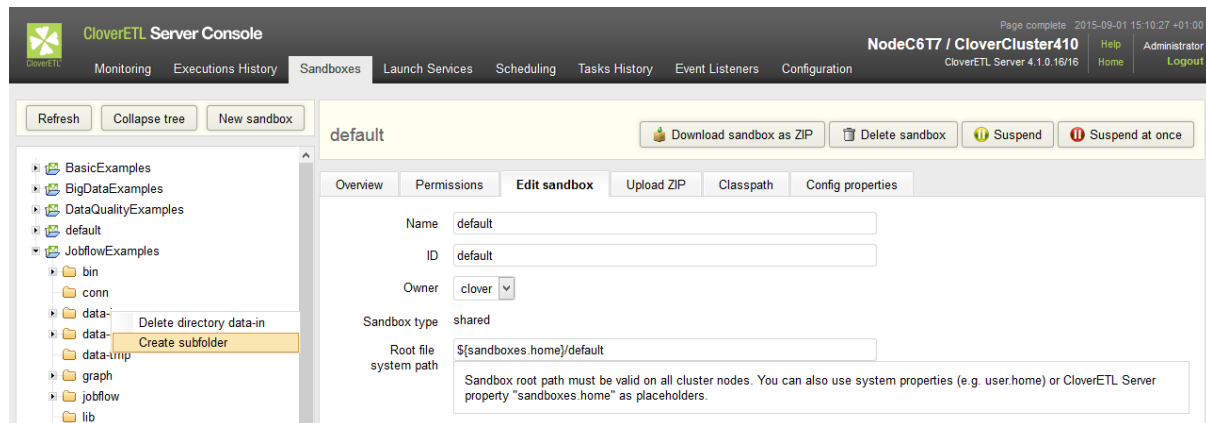 Page complete 2015-09-01 15:10:27 +01:00
CloverETL Server Console
NodeC6T7 / CloverCluster410 Help Administrator
CloverETL Server 4.1.0.16/16 Home Logout
CloverETL
Monitoring Executions History Sandboxes Launch Services Scheduling Tasks History Event Listeners Configuration
Refresh Collapse tree New sandbox
default Download sandbox as ZIP Delete sandbox Suspend Suspend at once
BasicExamples
BigDataExamples
DataQualityExamples
default
JobflowExamples
bin
conn
data-
Delete directory data-in
data-
Create subfolder
data-tmp
graph
jobflow
lib
Overview Permissions Edit sandbox Upload ZIP Classpath Config properties
Name default
ID default
Owner clover
Sandbox type shared
Root file system path ${sandboxes.home}/default
Sandbox root path must be valid on all cluster nodes. You can also use system properties (e.g. user.home) or CloverETL Server
property "sandboxes.home" as placeholders.